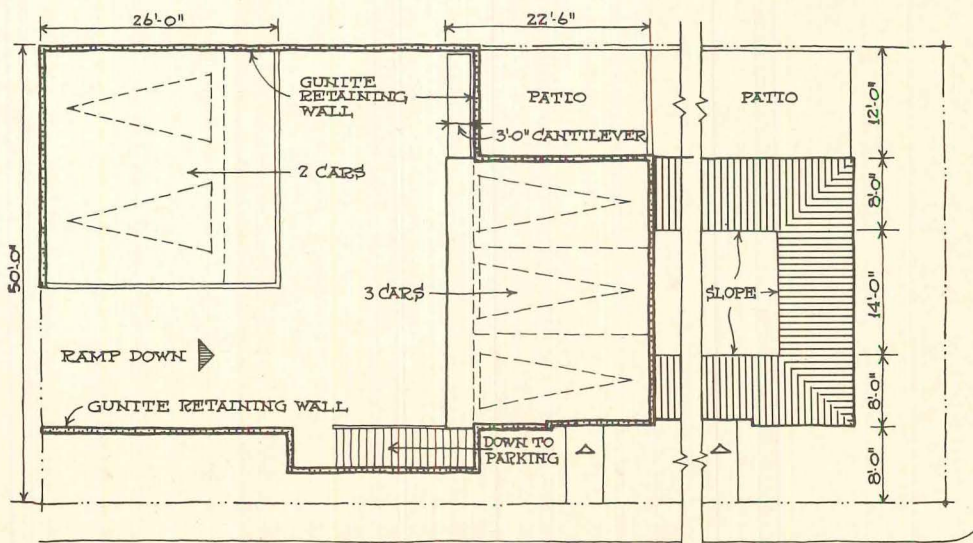 26'-0"
22'-6"
GUNITE
RETAINING
WALL
PATIO
PATIO
12'-0"
3'-0" CANTILEVER
2 CARS
8'-0"
50'-0"
3 CARS
SLOPE
14'-0"
RAMP DOWN
GUNITE RETAINING WALL
8'-0"
DOWN TO
PARKING
8'-0"